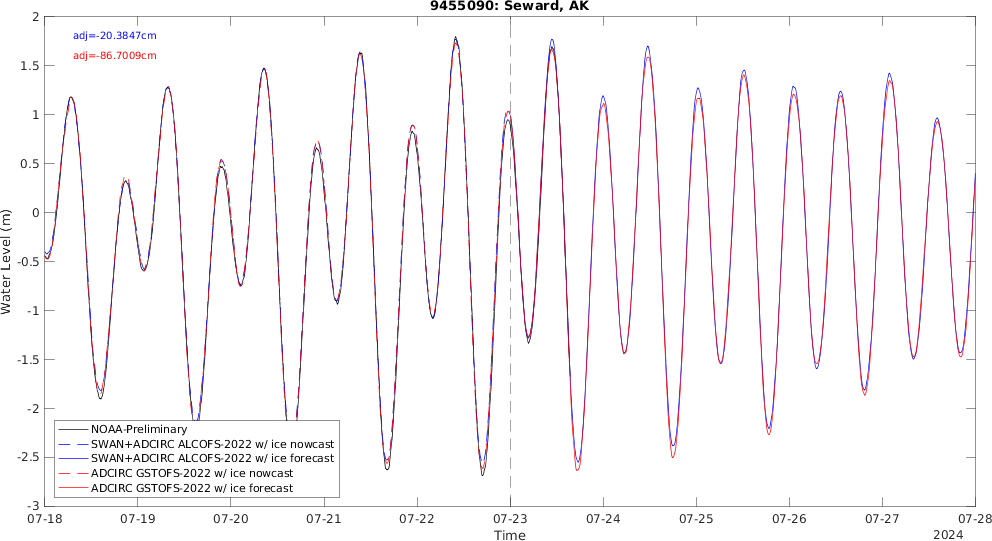 9455090: Seward, AK
adj=-20.3847cm
adj=-86.7009cm
2
1.5
1
0.5
0
-0.5
-1
-1.5
-2
-2.5
-3
Water Level (m)
NOAA-Preliminary
SWAN+ADCIRC ALCOFS-2022 w/ ice nowcast
SWAN+ADCIRC ALCOFS-2022 w/ ice forecast
ADCIRC GSTOFS-2022 w/ ice nowcast
ADCIRC GSTOFS-2022 w/ ice forecast
07-18 07-19 07-20 07-21 07-22 07-23 07-24 07-25 07-26 07-27 07-28
Time
2024